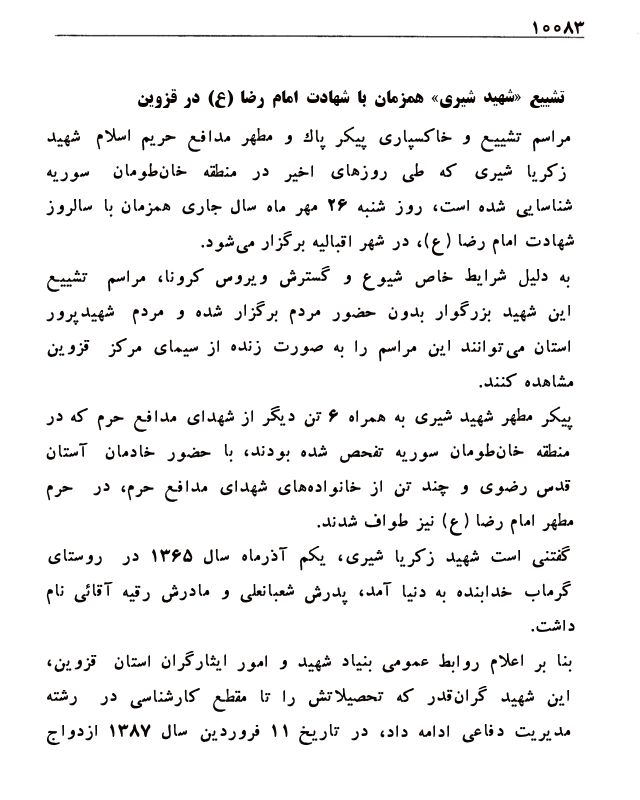 ۱۰۰۸۳
تشییع «شهید شیری» همزمان با شهادت امام رضا (ع) در قزوین
مراسم تشییع و خاکسپاری پیکر پاك و مطهر مدافع حریم اسلام شهید
زکریا شیری که طی روزهای اخیر در منطقه خان‌طومان سوریه
شناسایی شده است، روز شنبه ۲۶ مهر ماه سال جاری همزمان با سالروز
شهادت امام رضا (ع)، در شهر اقبالیه برگزار می‌شود.
به دلیل شرایط خاص شیوع و گسترش ویروس کرونا، مراسم تشییع
این شهید بزرگوار بدون حضور مردم برگزار شده و مردم شهیدپرور
استان می‌توانند این مراسم را به صورت زنده از سیمای مرکز قزوین
مشاهده کنند.
پیکر مطهر شهید شیری به همراه ۶ تن دیگر از شهدای مدافع حرم که در
منطقه خان‌طومان سوریه تفحص شده بودند، با حضور خادمان آستان
قدس رضوی و چند تن از خانواده‌های شهدای مدافع حرم، در حرم
مطهر امام رضا (ع) نیز طواف شدند.
گفتنی است شهید زکریا شیری، یکم آذرماه سال ۱۳۶۵ در روستای
گرماب خدابنده به دنیا آمد، پدرش شعبانعلی و مادرش رقیه آقائی نام
داشت.
بنا بر اعلام روابط عمومی بنیاد شهید و امور ایثارگران استان قزوین،
این شهید گران‌قدر که تحصیلاتش را تا مقطع کارشناسی در رشته
مدیریت دفاعی ادامه داد، در تاریخ ۱۱ فروردین سال ۱۳۸۷ ازدواج